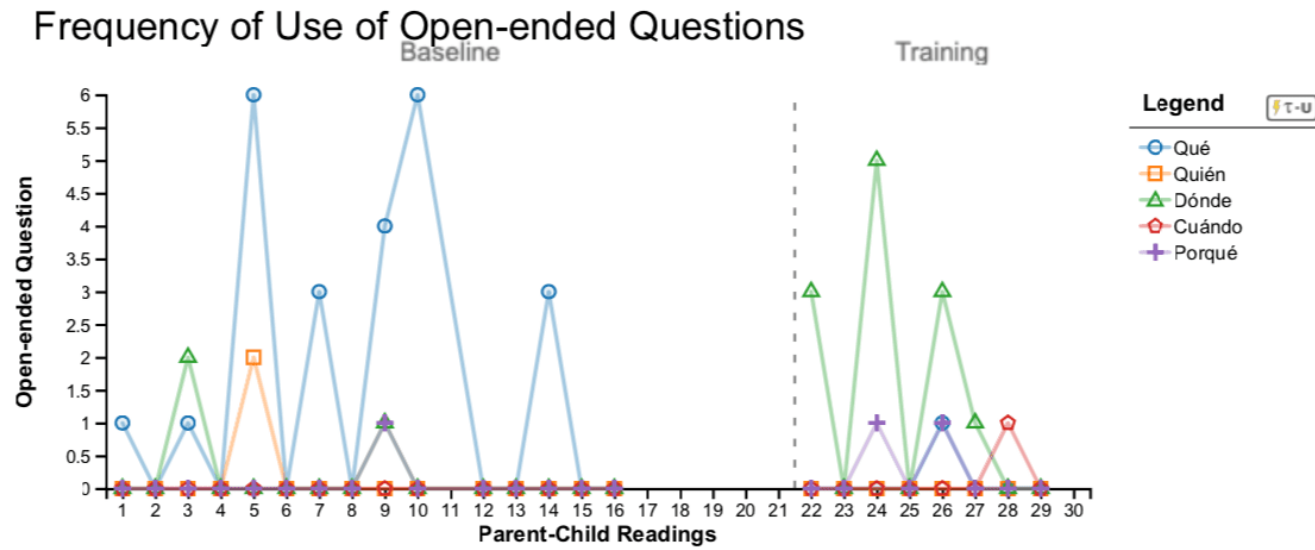 Frequency of Use of Open-ended Questions
Baseline
Training
6
5.5
5
4.5
4
3.5
3
2.5
2
1.5
1
0.5
0
Open-ended Question
1 2 3 4 5 6 7 8 9 10 11 12 13 14 15 16 17 18 19 20 21 22 23 24 25 26 27 28 29 30
Parent-Child Readings
Legend
τ-U
Qué
Quién
Dónde
Cuándo
Porqué